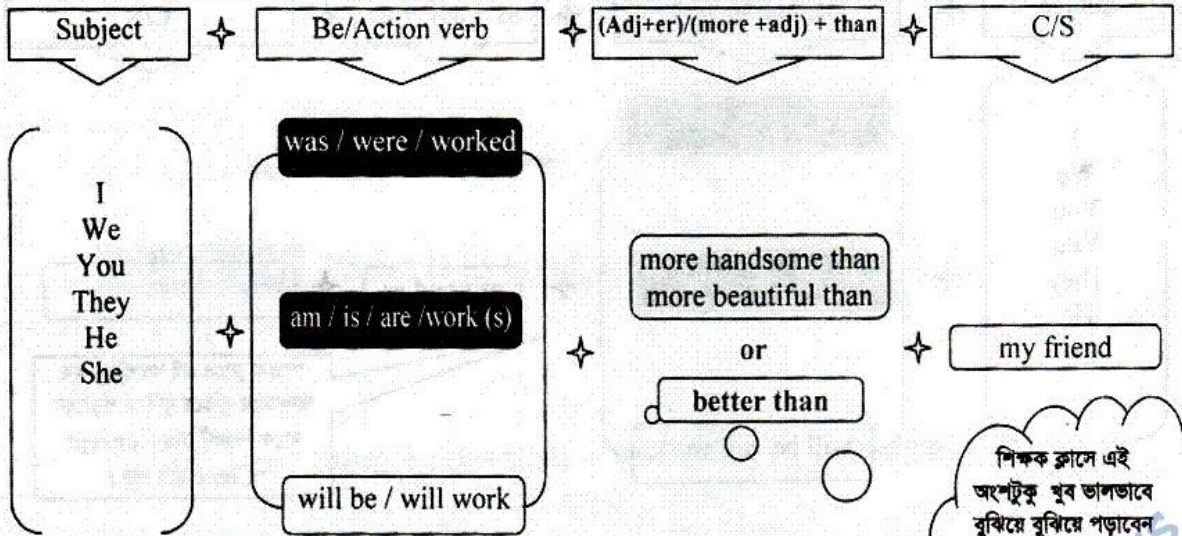 Subject
Be/Action verb
(Adj+er)/(more +adj) + than
C/S
I
We
You
They
He
She
was / were / worked
am / is / are /work (s)
will be / will work
more handsome than
more beautiful than
or
better than
my friend
শিক্ষক ক্লাসে এই
অংশটুকু খুব ভালভাবে
বুঝিয়ে বুঝিয়ে পড়াবেন